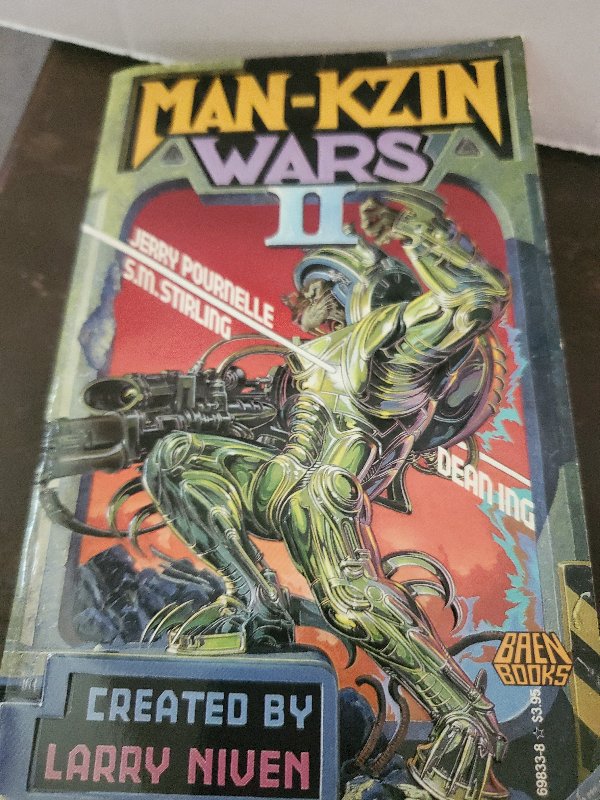 MAN-KZIN
WARS
II
JERRY POURNELLE
S.M. STIRLING
DEAN ING
BAEN
BOOKS
CREATED BY
LARRY NIVEN
69833-8 ☆ $3.95